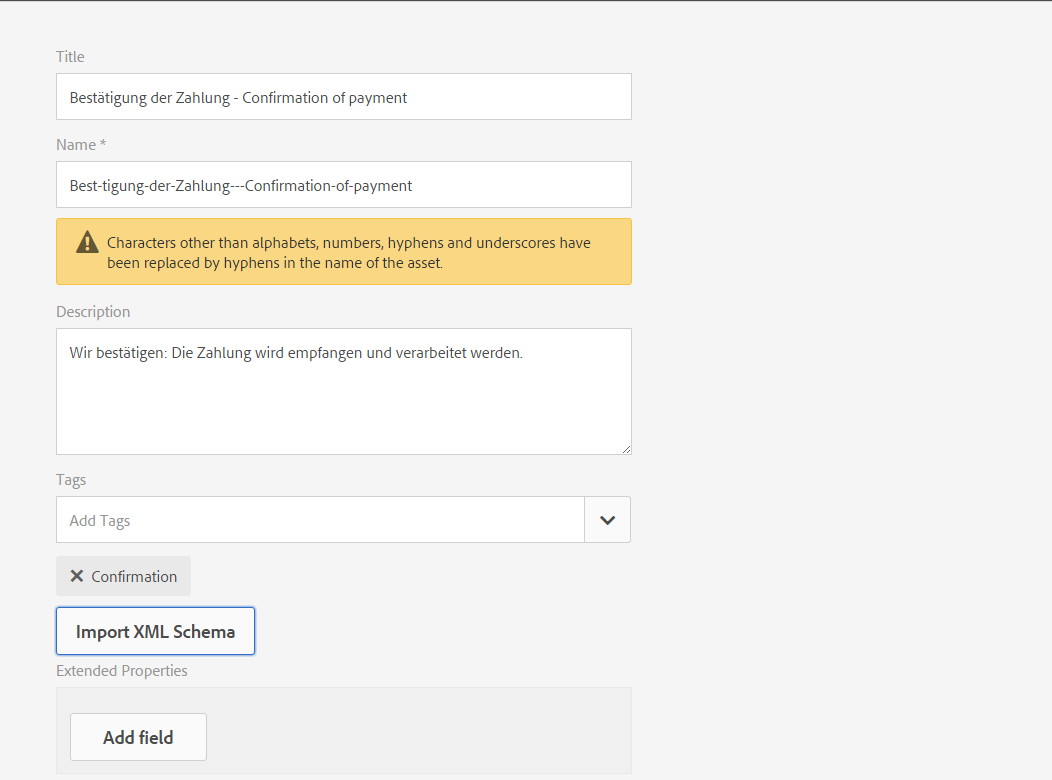 Title
Bestätigung der Zahlung - Confirmation of payment
Name *
Best-tigung-der-Zahlung---Confirmation-of-payment
Characters other than alphabets, numbers, hyphens and underscores have
been replaced by hyphens in the name of the asset.
Description
Wir bestätigen: Die Zahlung wird empfangen und verarbeitet werden.
Tags
Add Tags
Confirmation
Import XML Schema
Extended Properties
Add field